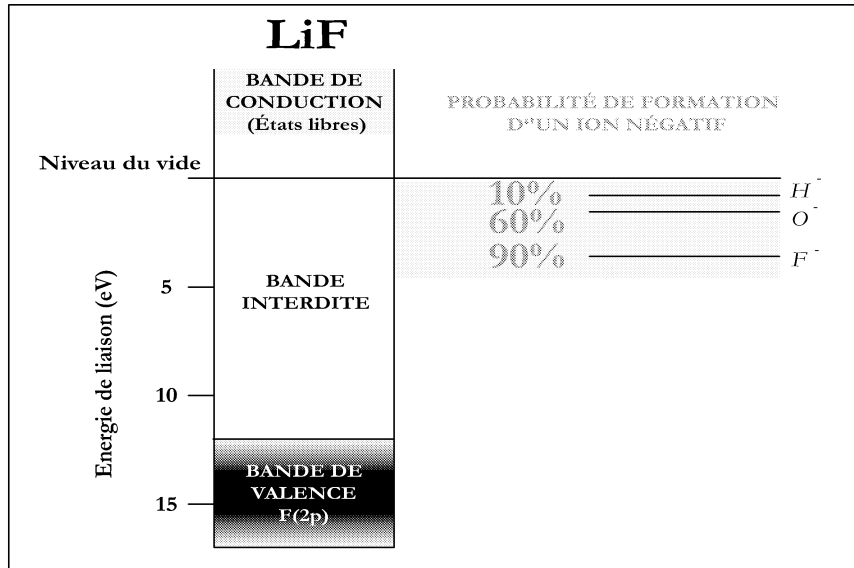 LiF
BANDE DE
CONDUCTION
(États libres)
PROBABILITÉ DE FORMATION
D''UN ION NÉGATIF
Niveau du vide
10%
H-
60%
O-
90%
F-
Energie de liaison (eV)
5
10
15
BANDE
INTERDITE
BANDE DE
VALENCE
F(2p)